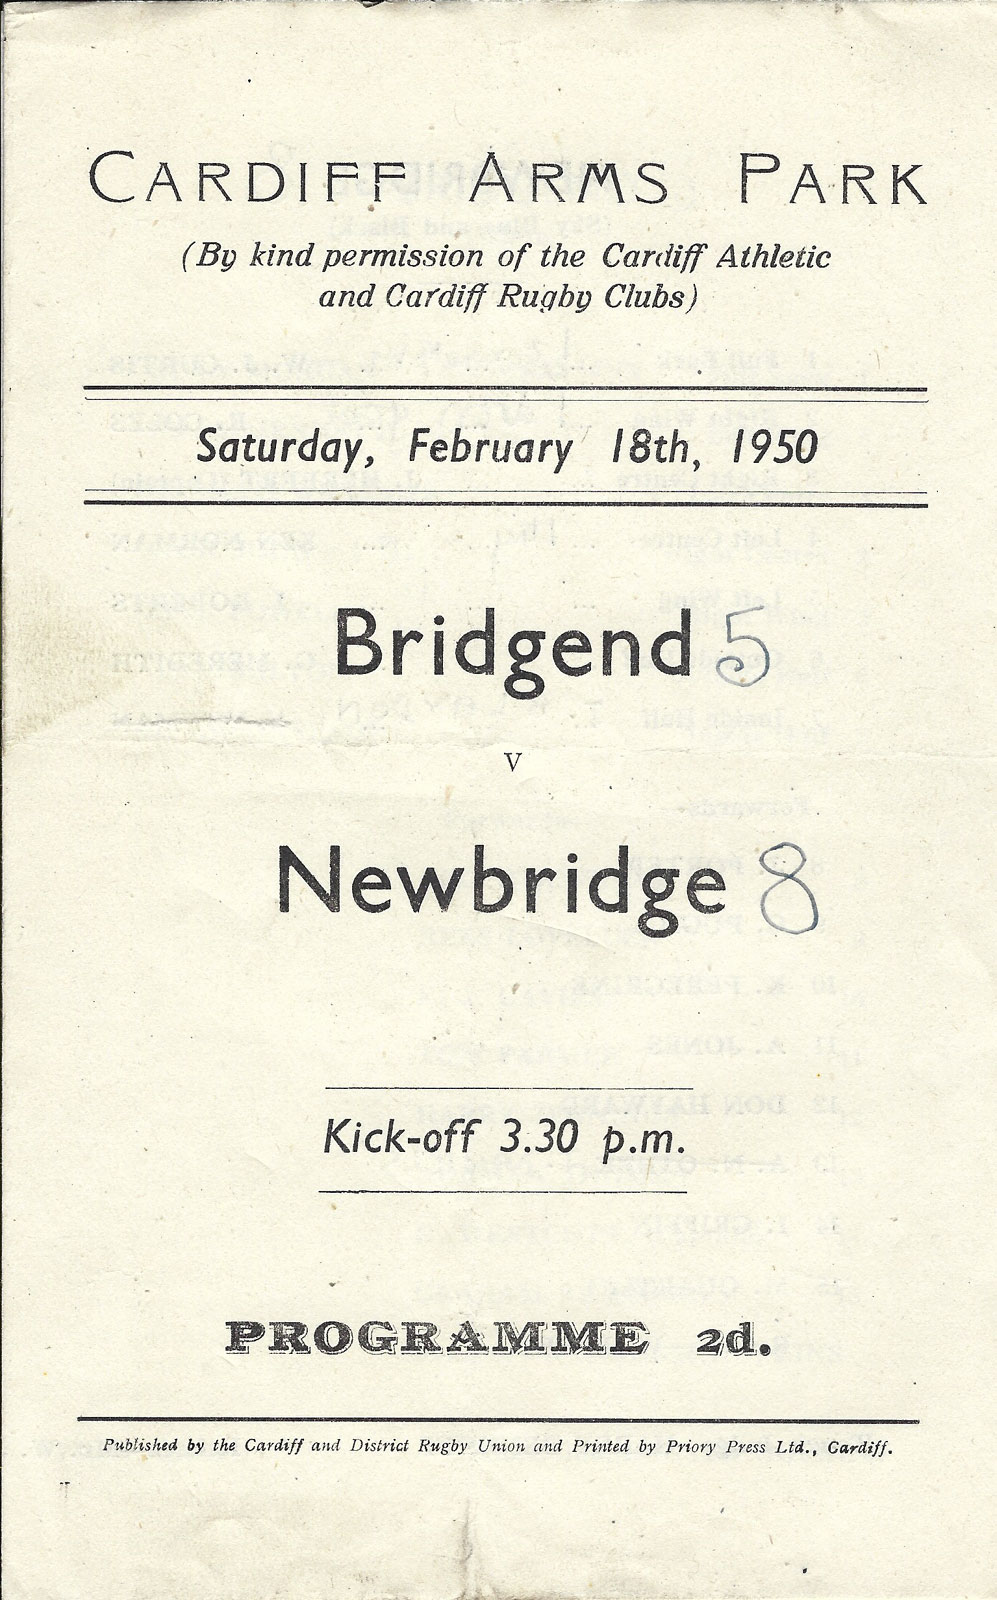 CARDIFF ARMS PARK
(By kind permission of the Cardiff Athletic
and Cardiff Rugby Clubs)
Saturday, February 18th, 1950
Bridgend 5
v
Newbridge 8
Kick-off 3.30 p.m.
PROGRAMME 2d.
Published by the Cardiff and District Rugby Union and Printed by Priory Press Ltd., Cardiff.